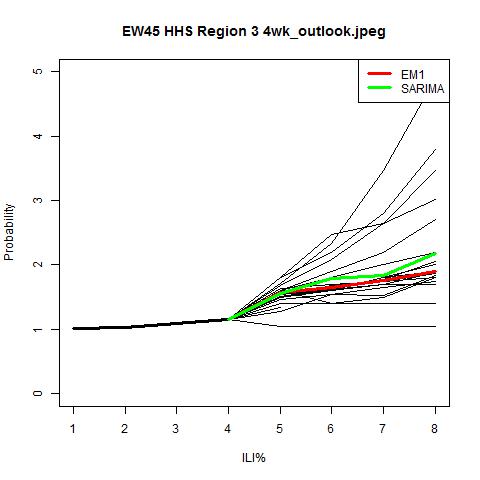 EW45 HHS Region 3 4wk_outlook.jpeg
EM1
SARIMA
5
4
3
2
1
0
Probability
1 2 3 4 5 6 7 8
ILI%